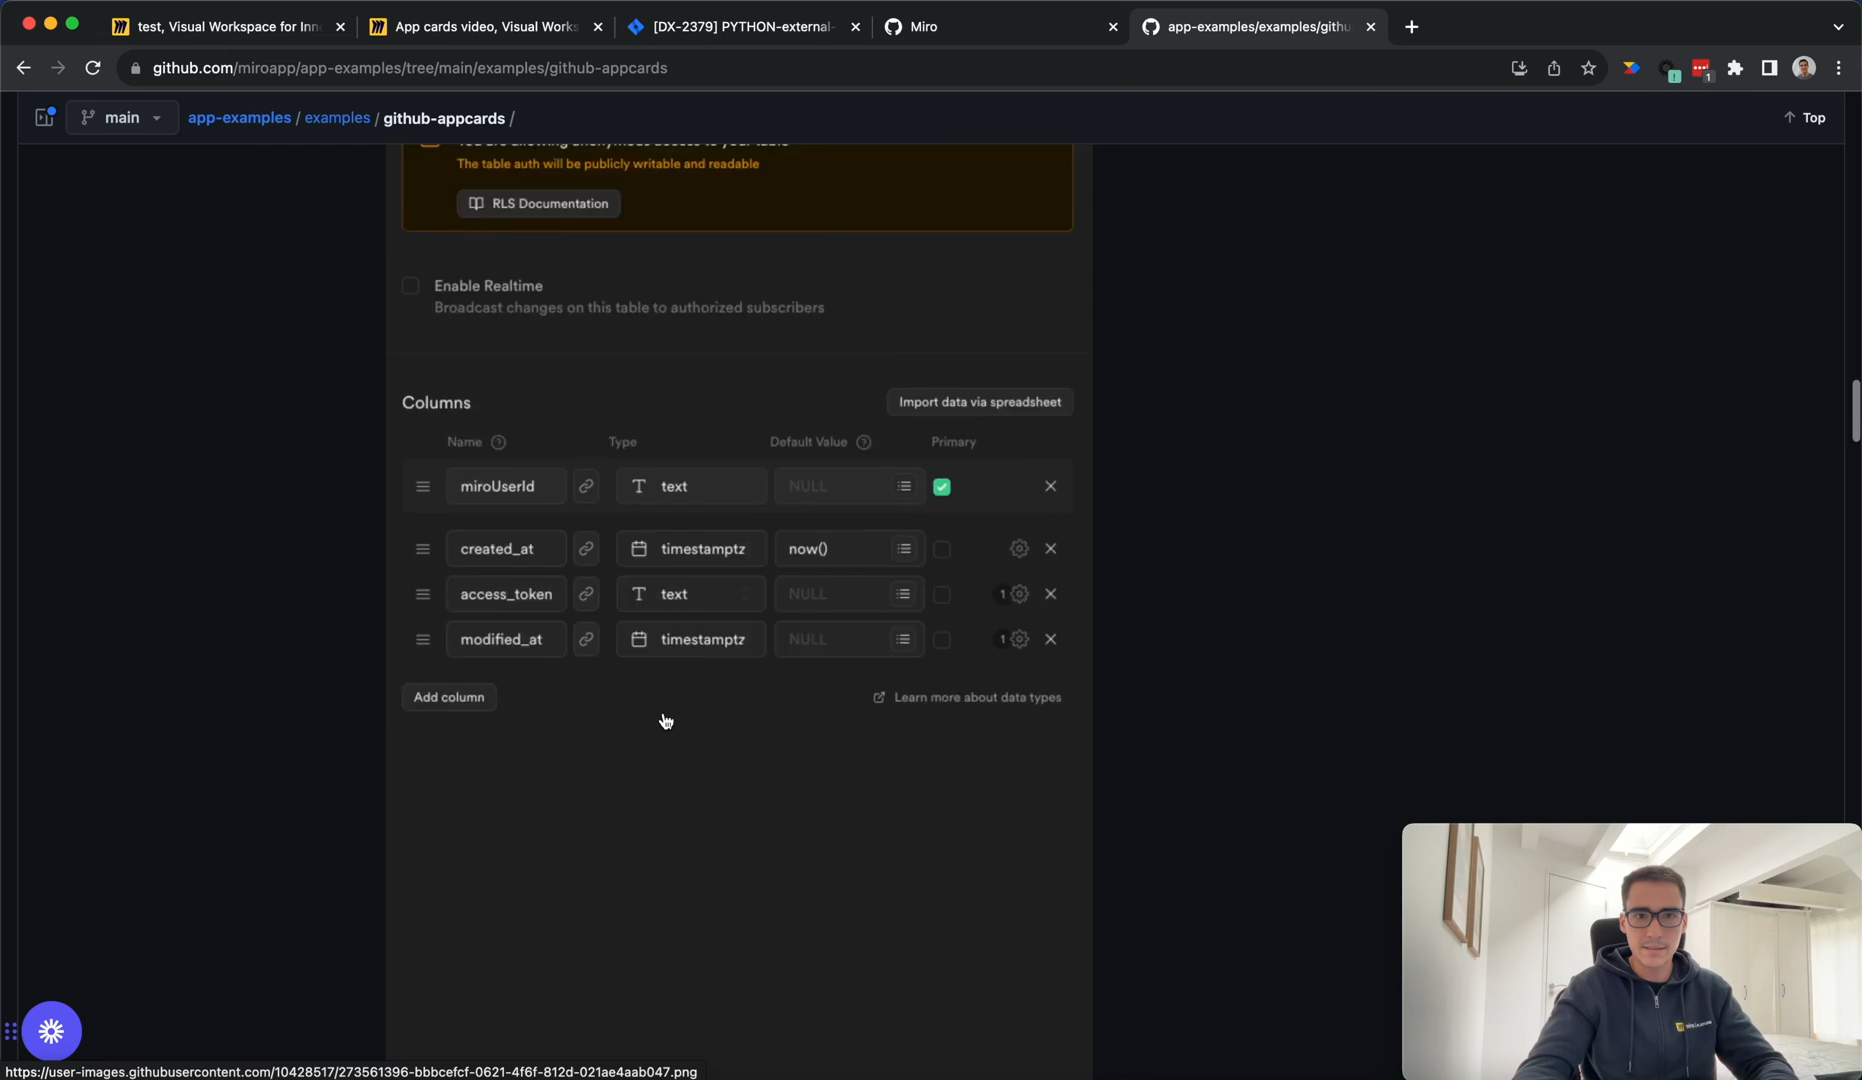 test, Visual Workspace for Inn
App cards video, Visual Works
[DX-2379] PYTHON-external-
Miro
app-examples/examples/githu
github.com/miroapp/app-examples/tree/main/examples/github-appcards
1
main
app-examples / examples / github-appcards /
Top
The table auth will be publicly writable and readable
RLS Documentation
Enable Realtime
Broadcast changes on this table to authorized subscribers
Columns
Import data via spreadsheet
Name
Type
Default Value
Primary
miroUserId
text
NULL
created_at
timestamptz
now()
access_token
text
NULL
1
modified_at
timestamptz
NULL
1
Add column
Learn more about data types
https://user-images.githubusercontent.com/10428517/273561396-bbbcefcf-0621-4f6f-812d-021ae4aab047.png